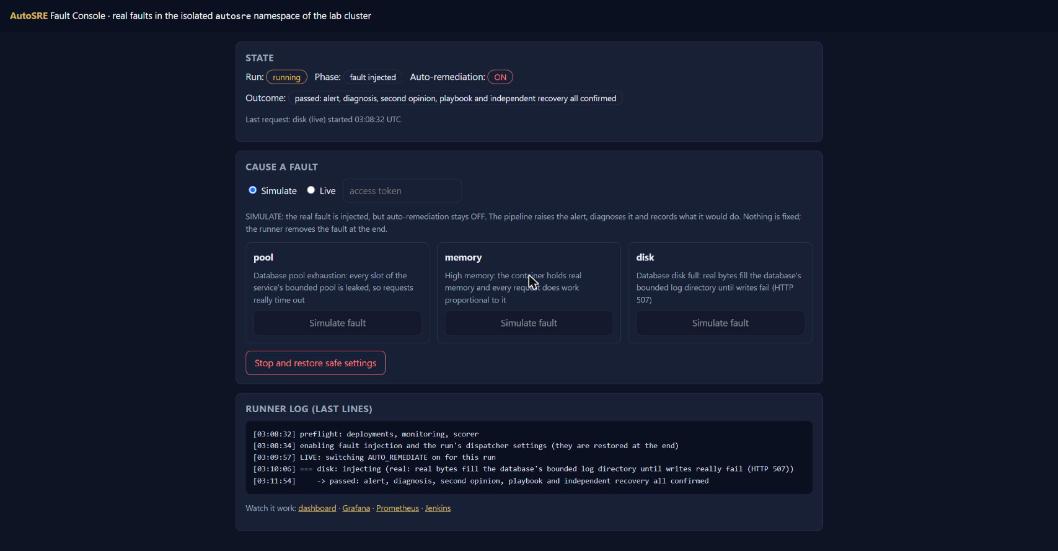 AutoSRE Fault Console · real faults in the isolated autosre namespace of the lab cluster
STATE
Run: running Phase: fault injected Auto-remediation: ON
Outcome: passed: alert, diagnosis, second opinion, playbook and independent recovery all confirmed
Last request: disk (live) started 03:08:32 UTC
CAUSE A FAULT
Simulate Live access token
SIMULATE: the real fault is injected, but auto-remediation stays OFF. The pipeline raises the alert, diagnoses it and records what it would do. Nothing is fixed;
the runner removes the fault at the end.
pool
Database pool exhaustion: every slot of the
service's bounded pool is leaked, so requests
really time out
Simulate fault
memory
High memory: the container holds real
memory and every request does work
proportional to it
Simulate fault
disk
Database disk full: real bytes fill the database's
bounded log directory until writes fail (HTTP
507)
Simulate fault
Stop and restore safe settings
RUNNER LOG (LAST LINES)
[03:08:32] preflight: deployments, monitoring, scorer
[03:08:34] enabling fault injection and the run's dispatcher settings (they are restored at the end)
[03:09:57] LIVE: switching AUTO_REMEDIATE on for this run
[03:10:06] === disk: injecting (real: real bytes fill the database's bounded log directory until writes really fail (HTTP 507))
[03:11:54] -> passed: alert, diagnosis, second opinion, playbook and independent recovery all confirmed
Watch it work: dashboard · Grafana · Prometheus · Jenkins